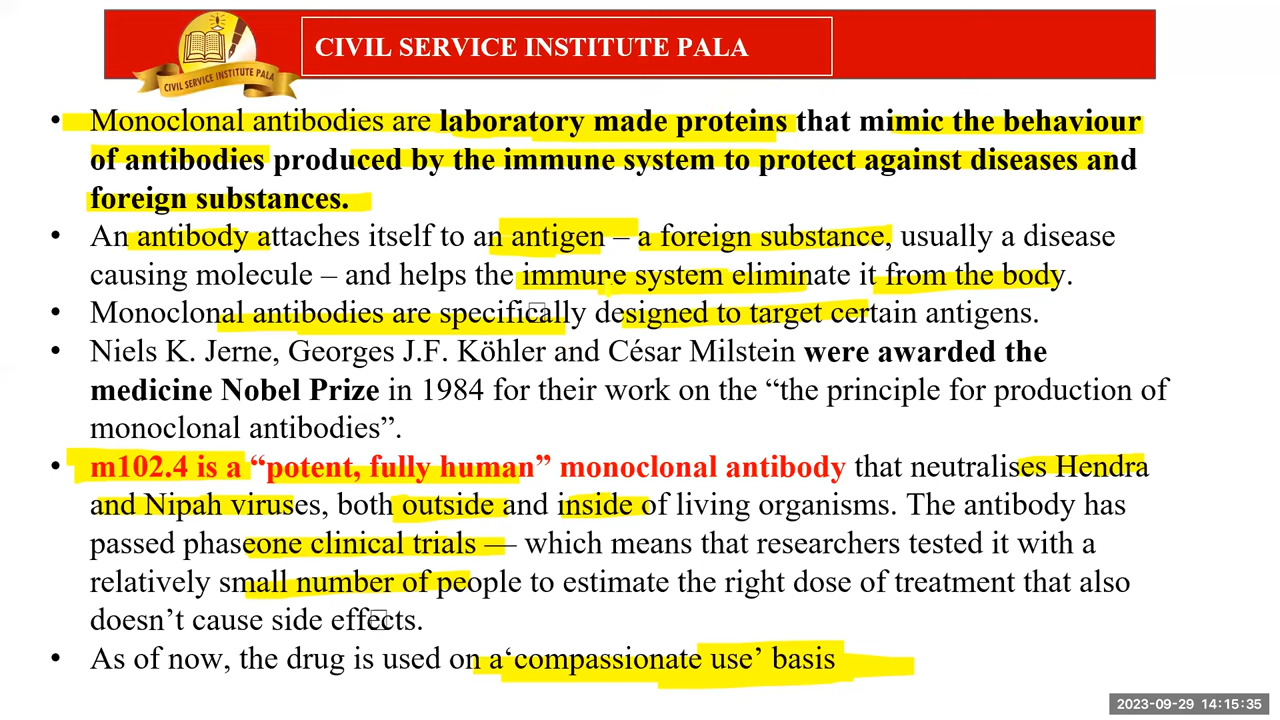 CIVIL SERVICE INSTITUTE PALA
CIVIL SERVICE INSTITUTE PALA
• Monoclonal antibodies are laboratory made proteins that mimic the behaviour
of antibodies produced by the immune system to protect against diseases and
foreign substances.
• An antibody attaches itself to an antigen – a foreign substance, usually a disease
causing molecule – and helps the immune system eliminate it from the body.
• Monoclonal antibodies are specifically designed to target certain antigens.
• Niels K. Jerne, Georges J.F. Köhler and César Milstein were awarded the
medicine Nobel Prize in 1984 for their work on the “the principle for production of
monoclonal antibodies”.
• m102.4 is a “potent, fully human” monoclonal antibody that neutralises Hendra
and Nipah viruses, both outside and inside of living organisms. The antibody has
passed phaseone clinical trials — which means that researchers tested it with a
relatively small number of people to estimate the right dose of treatment that also
doesn’t cause side effects.
• As of now, the drug is used on a‘compassionate use’ basis
2023-09-29 14:15:35